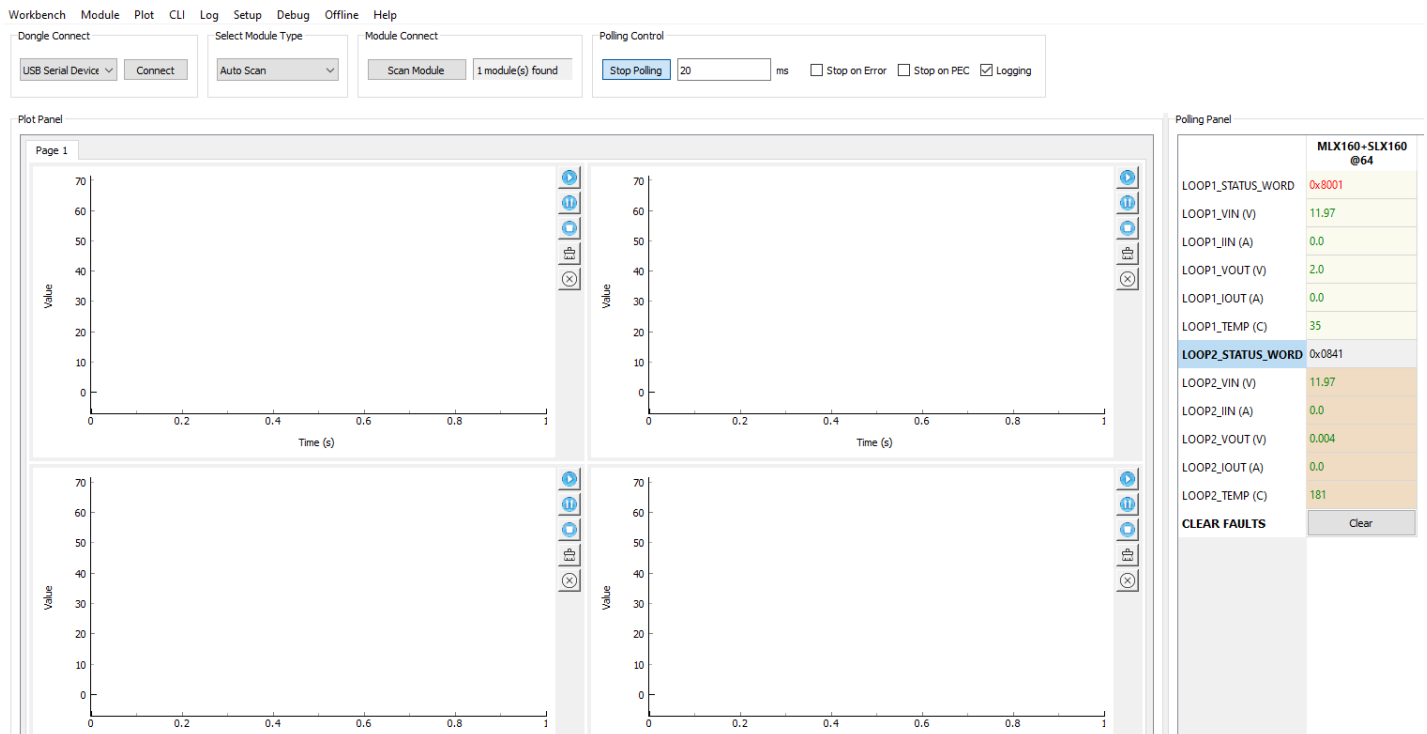 Workbench Module Plot CLI Log Setup Debug Offline Help
Dongle Connect
USB Serial Device
Connect
Select Module Type
Auto Scan
Module Connect
Scan Module
1 module(s) found
Polling Control
Stop Polling
20
ms
Stop on Error
Stop on PEC
Logging
Plot Panel
Page 1
70
60
50
40
30
20
10
0
Value
0 0.2 0.4 0.6 0.8 1
Time (s)
70
60
50
40
30
20
10
0
Value
0 0.2 0.4 0.6 0.8 1
Time (s)
70
60
50
40
30
20
10
0
Value
0 0.2 0.4 0.6 0.8 1
70
60
50
40
30
20
10
0
Value
0 0.2 0.4 0.6 0.8 1
Polling Panel
MLX160+SLX160
@64
LOOP1_STATUS_WORD 0x8001
LOOP1_VIN (V) 11.97
LOOP1_IIN (A) 0.0
LOOP1_VOUT (V) 2.0
LOOP1_IOUT (A) 0.0
LOOP1_TEMP (C) 35
LOOP2_STATUS_WORD 0x0841
LOOP2_VIN (V) 11.97
LOOP2_IIN (A) 0.0
LOOP2_VOUT (V) 0.004
LOOP2_IOUT (A) 0.0
LOOP2_TEMP (C) 181
CLEAR FAULTS Clear